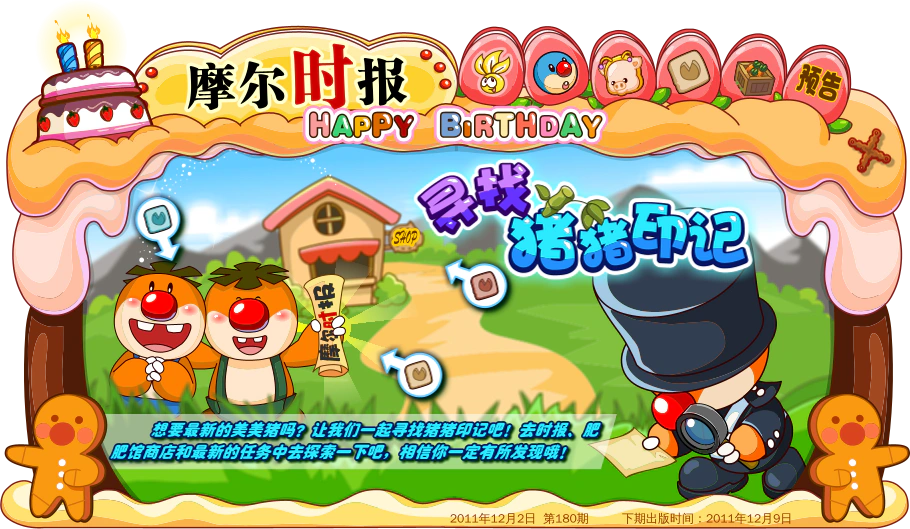 摩尔时报
预告
HAPPY BIRTHDAY
寻找
猪猪印记
SHOP
摩尔时报
想要最新的美美猪吗？让我们一起寻找猪猪印记吧！去时报、肥
肥馆商店和最新的任务中去探索一下吧，相信你一定有所发现哦！
2011年12月2日 第180期 下期出版时间：2011年12月9日